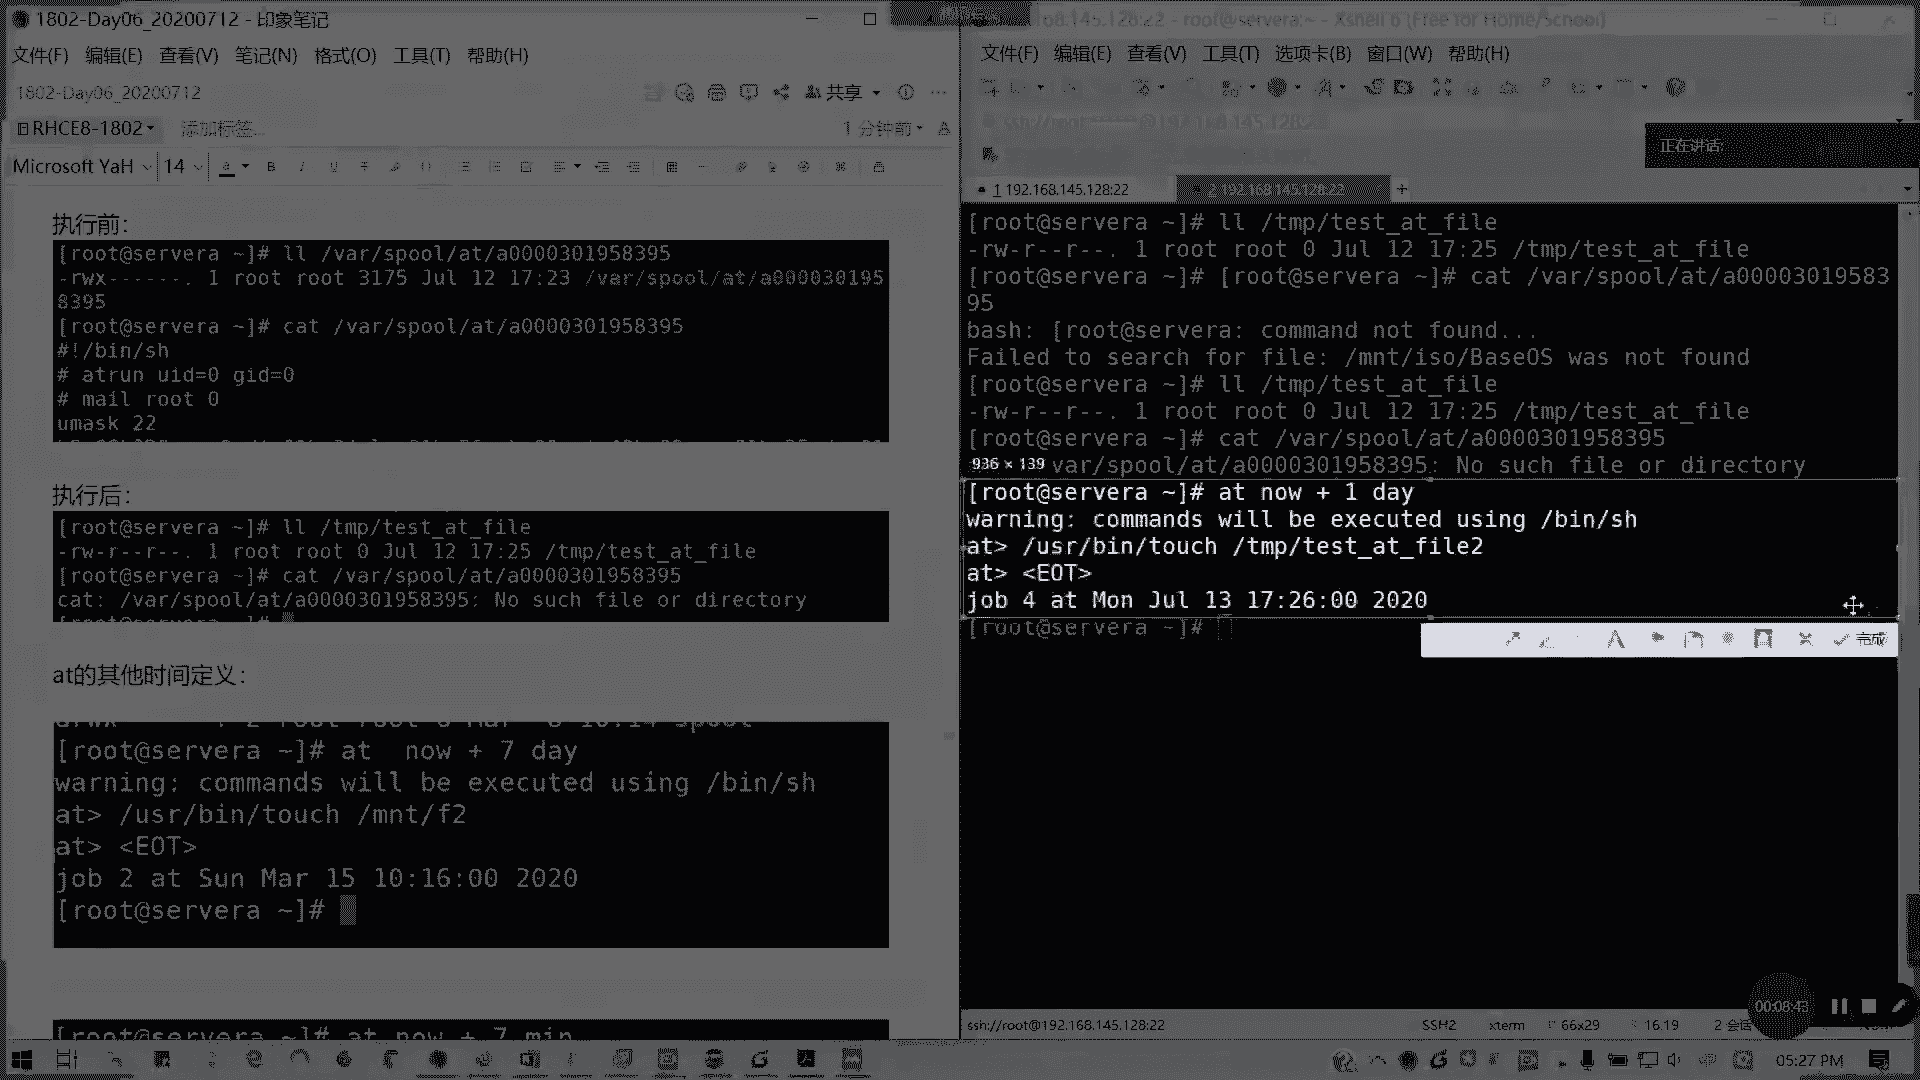 1802-Day06_20200712 - 印象笔记
文件(F) 编辑(E) 查看(V) 笔记(N) 格式(O) 工具(T) 帮助(H)
1802-Day06_20200712
共享
RHCE8-1802
添加标签...
1 分钟前
Microsoft YaH
14
执行前:
[root@servera ~]# ll /var/spool/at/a0000301958395
-rwx------. 1 root root 3175 Jul 12 17:23 /var/spool/at/a000030195
8395
[root@servera ~]# cat /var/spool/at/a0000301958395
#!/bin/sh
# atrun uid=0 gid=0
# mail root 0
umask 22
执行后:
[root@servera ~]# ll /tmp/test_at_file
-rw-r--r--. 1 root root 0 Jul 12 17:25 /tmp/test_at_file
[root@servera ~]# cat /var/spool/at/a0000301958395
cat: /var/spool/at/a0000301958395: No such file or directory
at的其他时间定义:
[root@servera ~]# at  now + 7 day
warning: commands will be executed using /bin/sh
at> /usr/bin/touch /mnt/f2
at> <EOT>
job 2 at Sun Mar 15 10:16:00 2020
[root@servera ~]#
[root@servera ~]# at now + 7 min
145.128:22 - root@servera:~ - Xshell 6 (Free for Home/School)
文件(F) 编辑(E) 查看(V) 工具(T) 选项卡(B) 窗口(W) 帮助(H)
正在讲话:
1 192.168.145.128:22
2 192.168.145.128:22
[root@servera ~]# ll /tmp/test_at_file
-rw-r--r--. 1 root root 0 Jul 12 17:25 /tmp/test_at_file
[root@servera ~]# [root@servera ~]# cat /var/spool/at/a00003019583
95
bash: [root@servera: command not found...
Failed to search for file: /mnt/iso/BaseOS was not found
[root@servera ~]# ll /tmp/test_at_file
-rw-r--r--. 1 root root 0 Jul 12 17:25 /tmp/test_at_file
[root@servera ~]# cat /var/spool/at/a0000301958395
936 × 139
var/spool/at/a0000301958395: No such file or directory
[root@servera ~]# at now + 1 day
warning: commands will be executed using /bin/sh
at> /usr/bin/touch /tmp/test_at_file2
at> <EOT>
job 4 at Mon Jul 13 17:26:00 2020
[root@servera ~]#
完成
00:08:43
ssh://root@192.168.145.128:22
SSH2
xterm
66x29
16,19
2 会话
05:27 PM